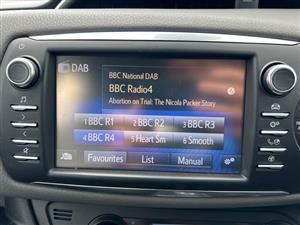 DAB
BBC National DAB
BBC Radio4
Abortion on Trial: The Nicola Packer Story
1 BBC R1
2 BBC R2
3 BBC R3
4 BBC R4
5 Heart Sm
6 Smooth
Favourites
List
Manual